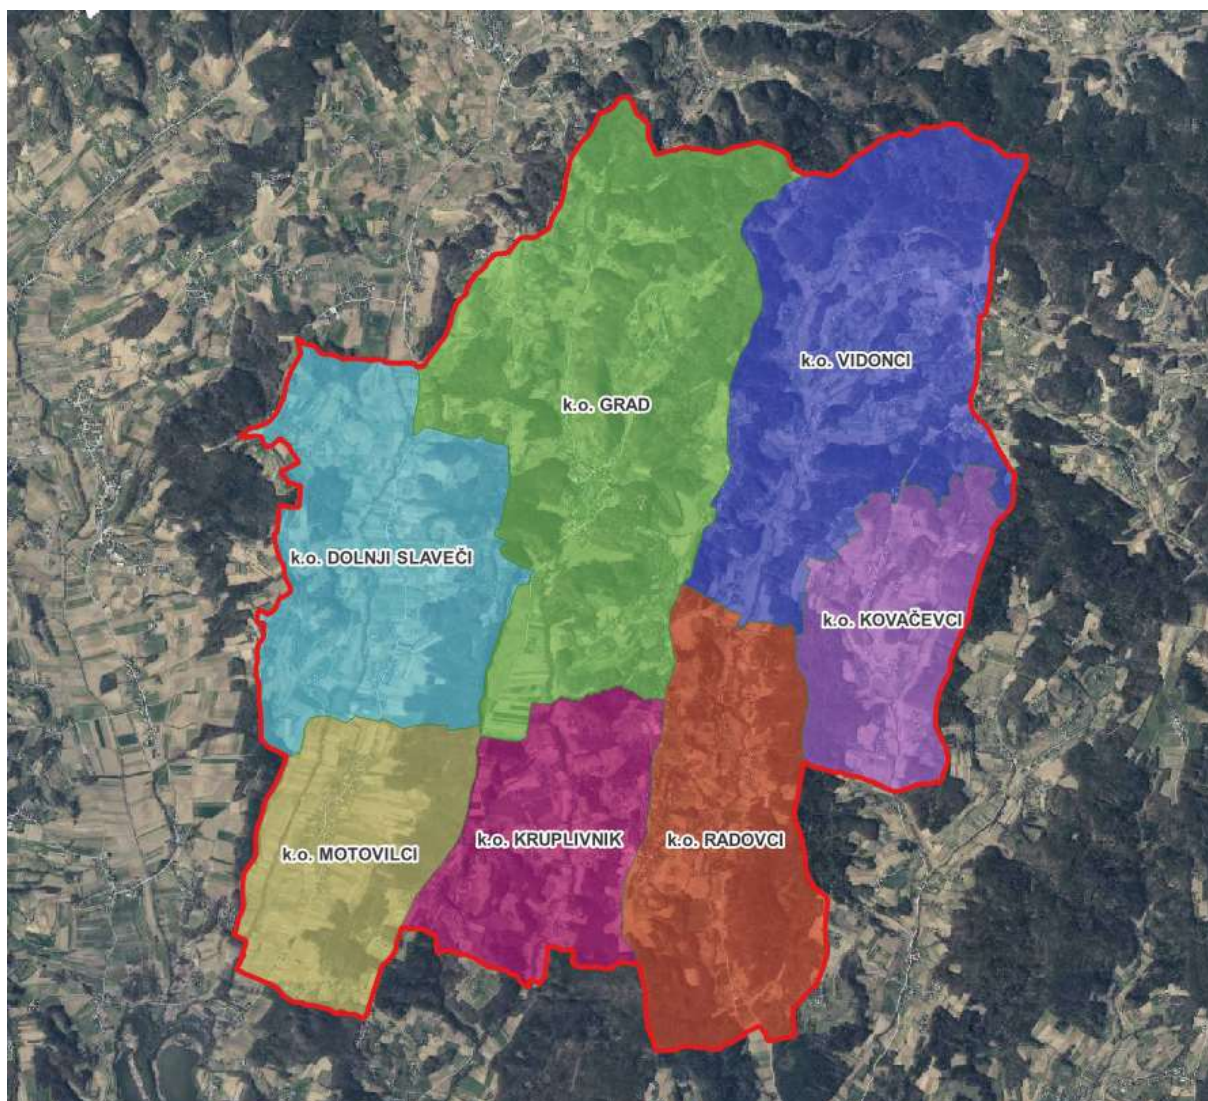 k.o. VIDONCI
k.o. GRAD
k.o. DOLNJI SLAVEČI
k.o. KOVAČEVCI
k.o. KRUPLIVNIK
k.o. RADOVCI
k.o. MOTOVILCI